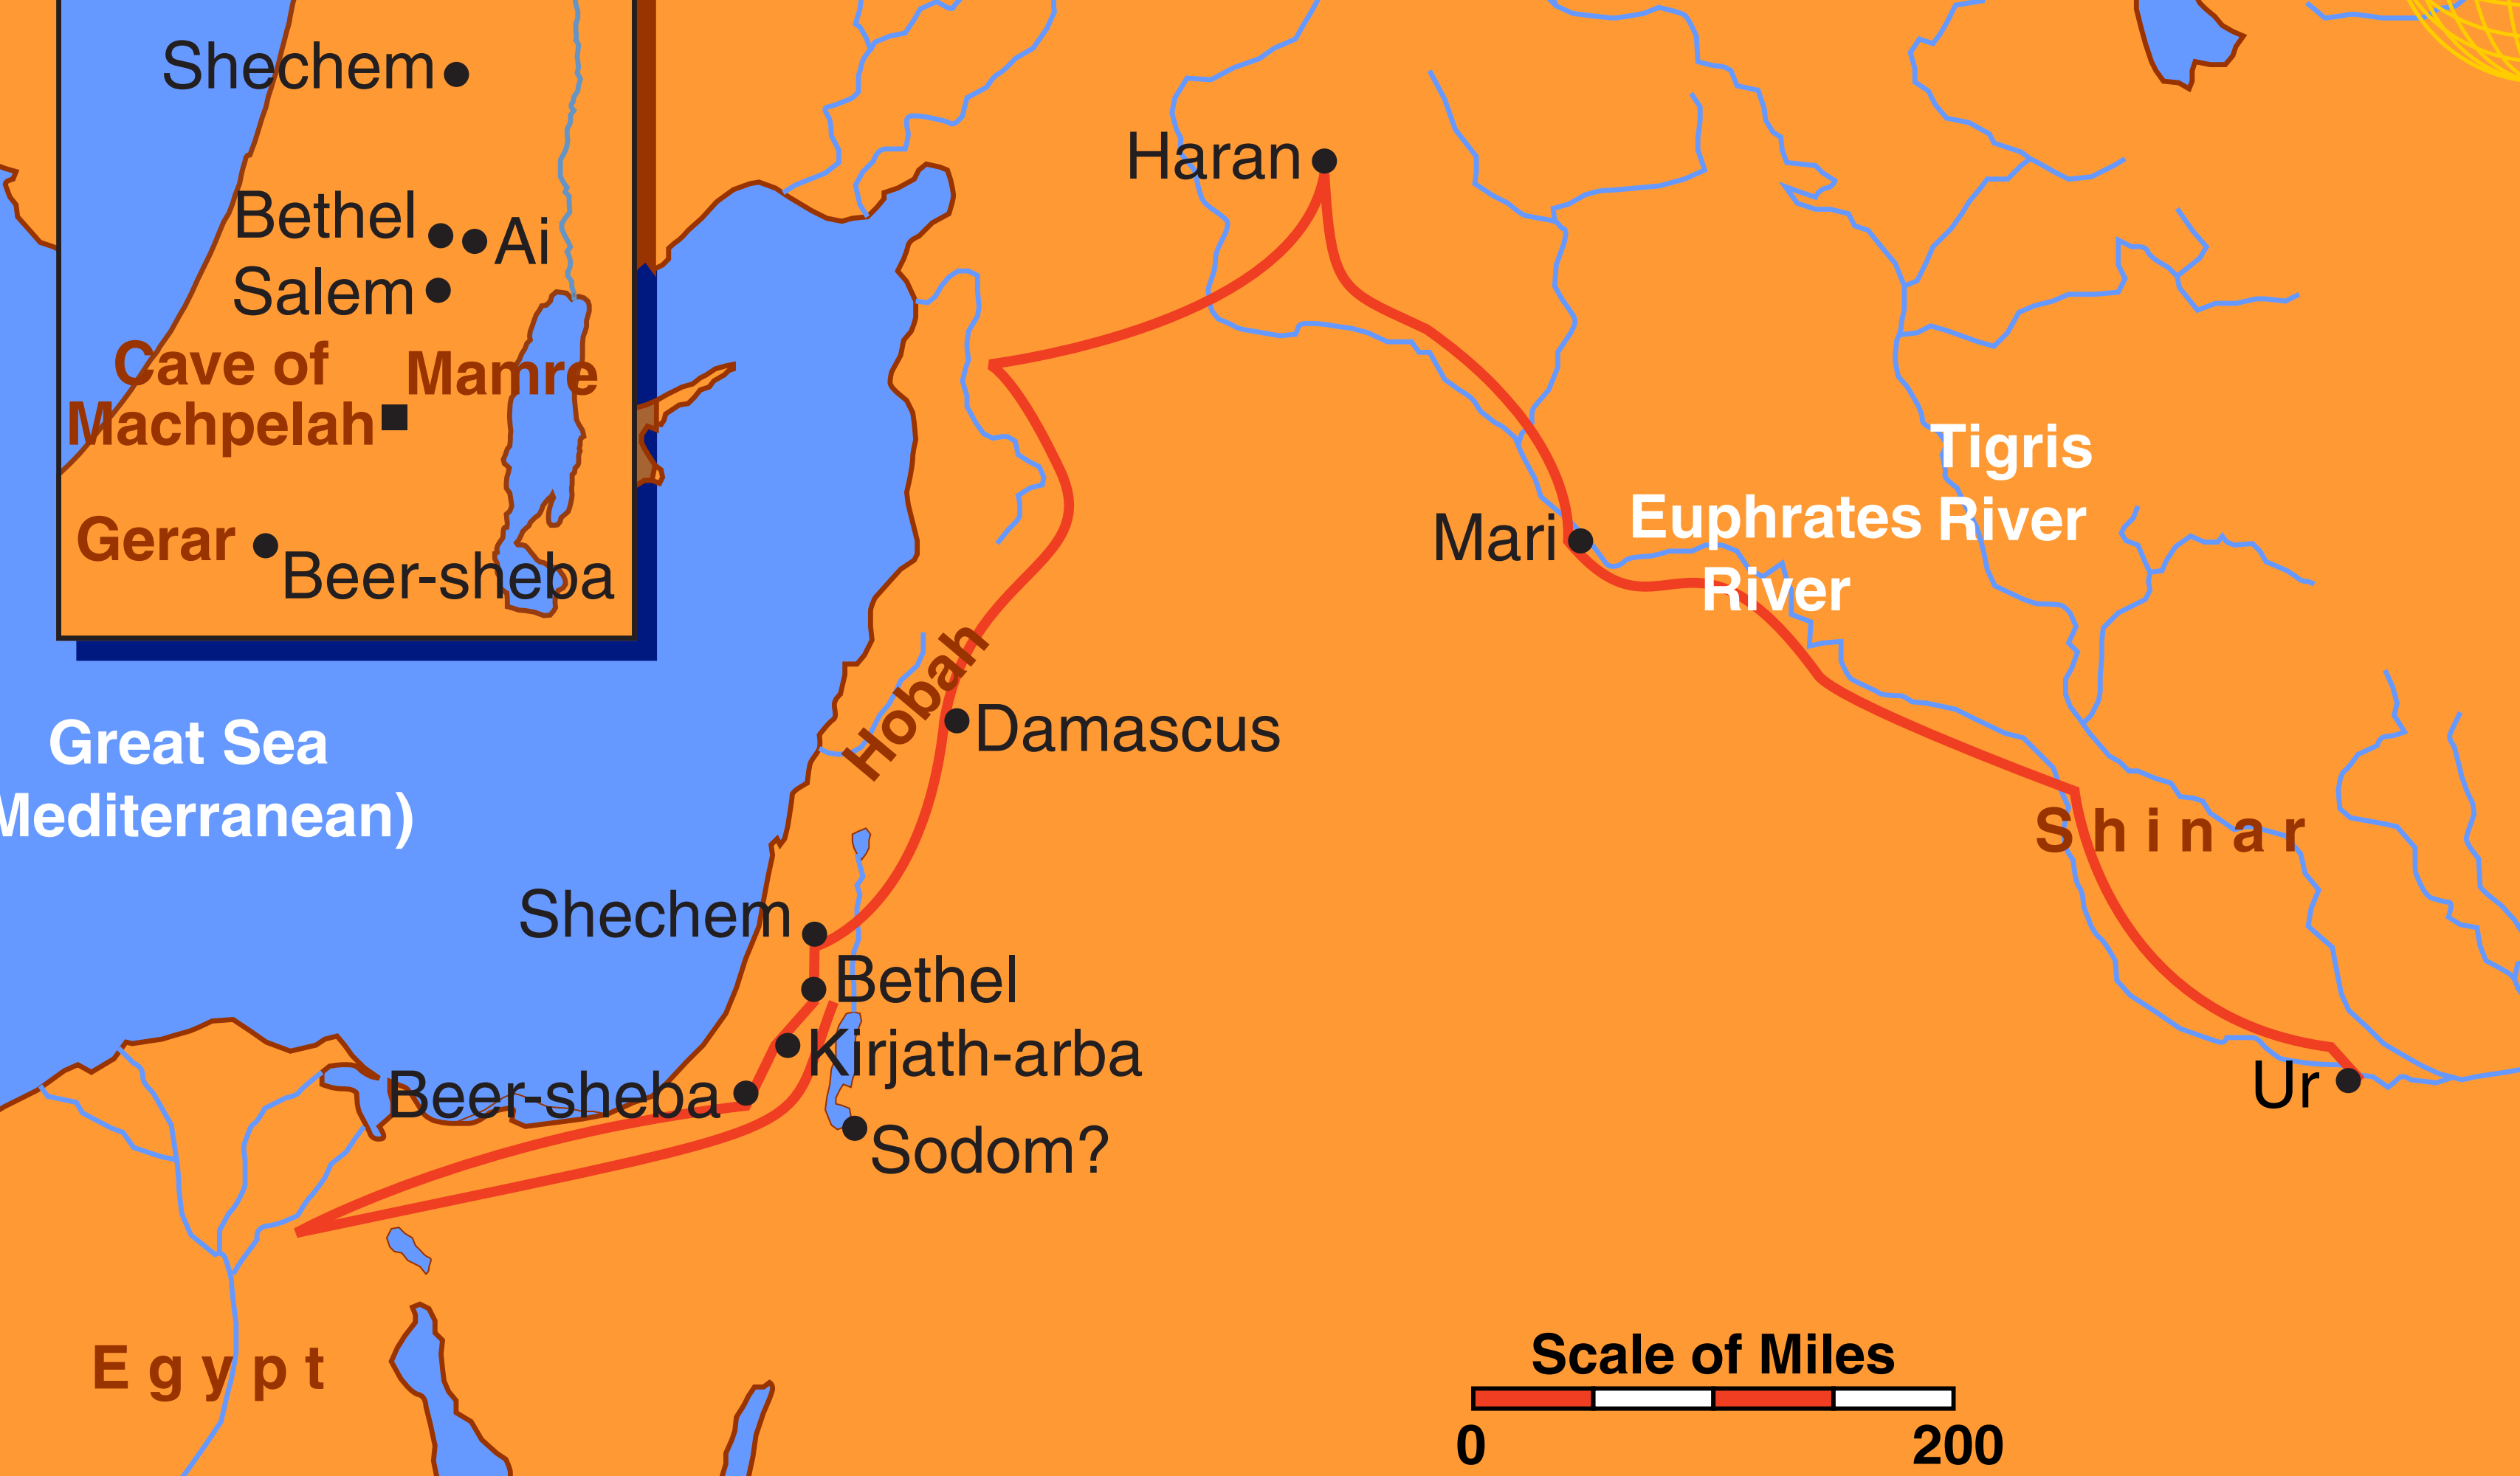 Shechem
Bethel
Ai
Salem
Cave of
Machpelah
Mamre
Gerar
Beer-sheba
Haran
Tigris
River
Euphrates
River
Mari
Hobah
Damascus
Great Sea
Mediterranean)
Shinar
Shechem
Bethel
Kirjath-arba
Beer-sheba
Sodom?
Ur
Egypt
Scale of Miles
0 200